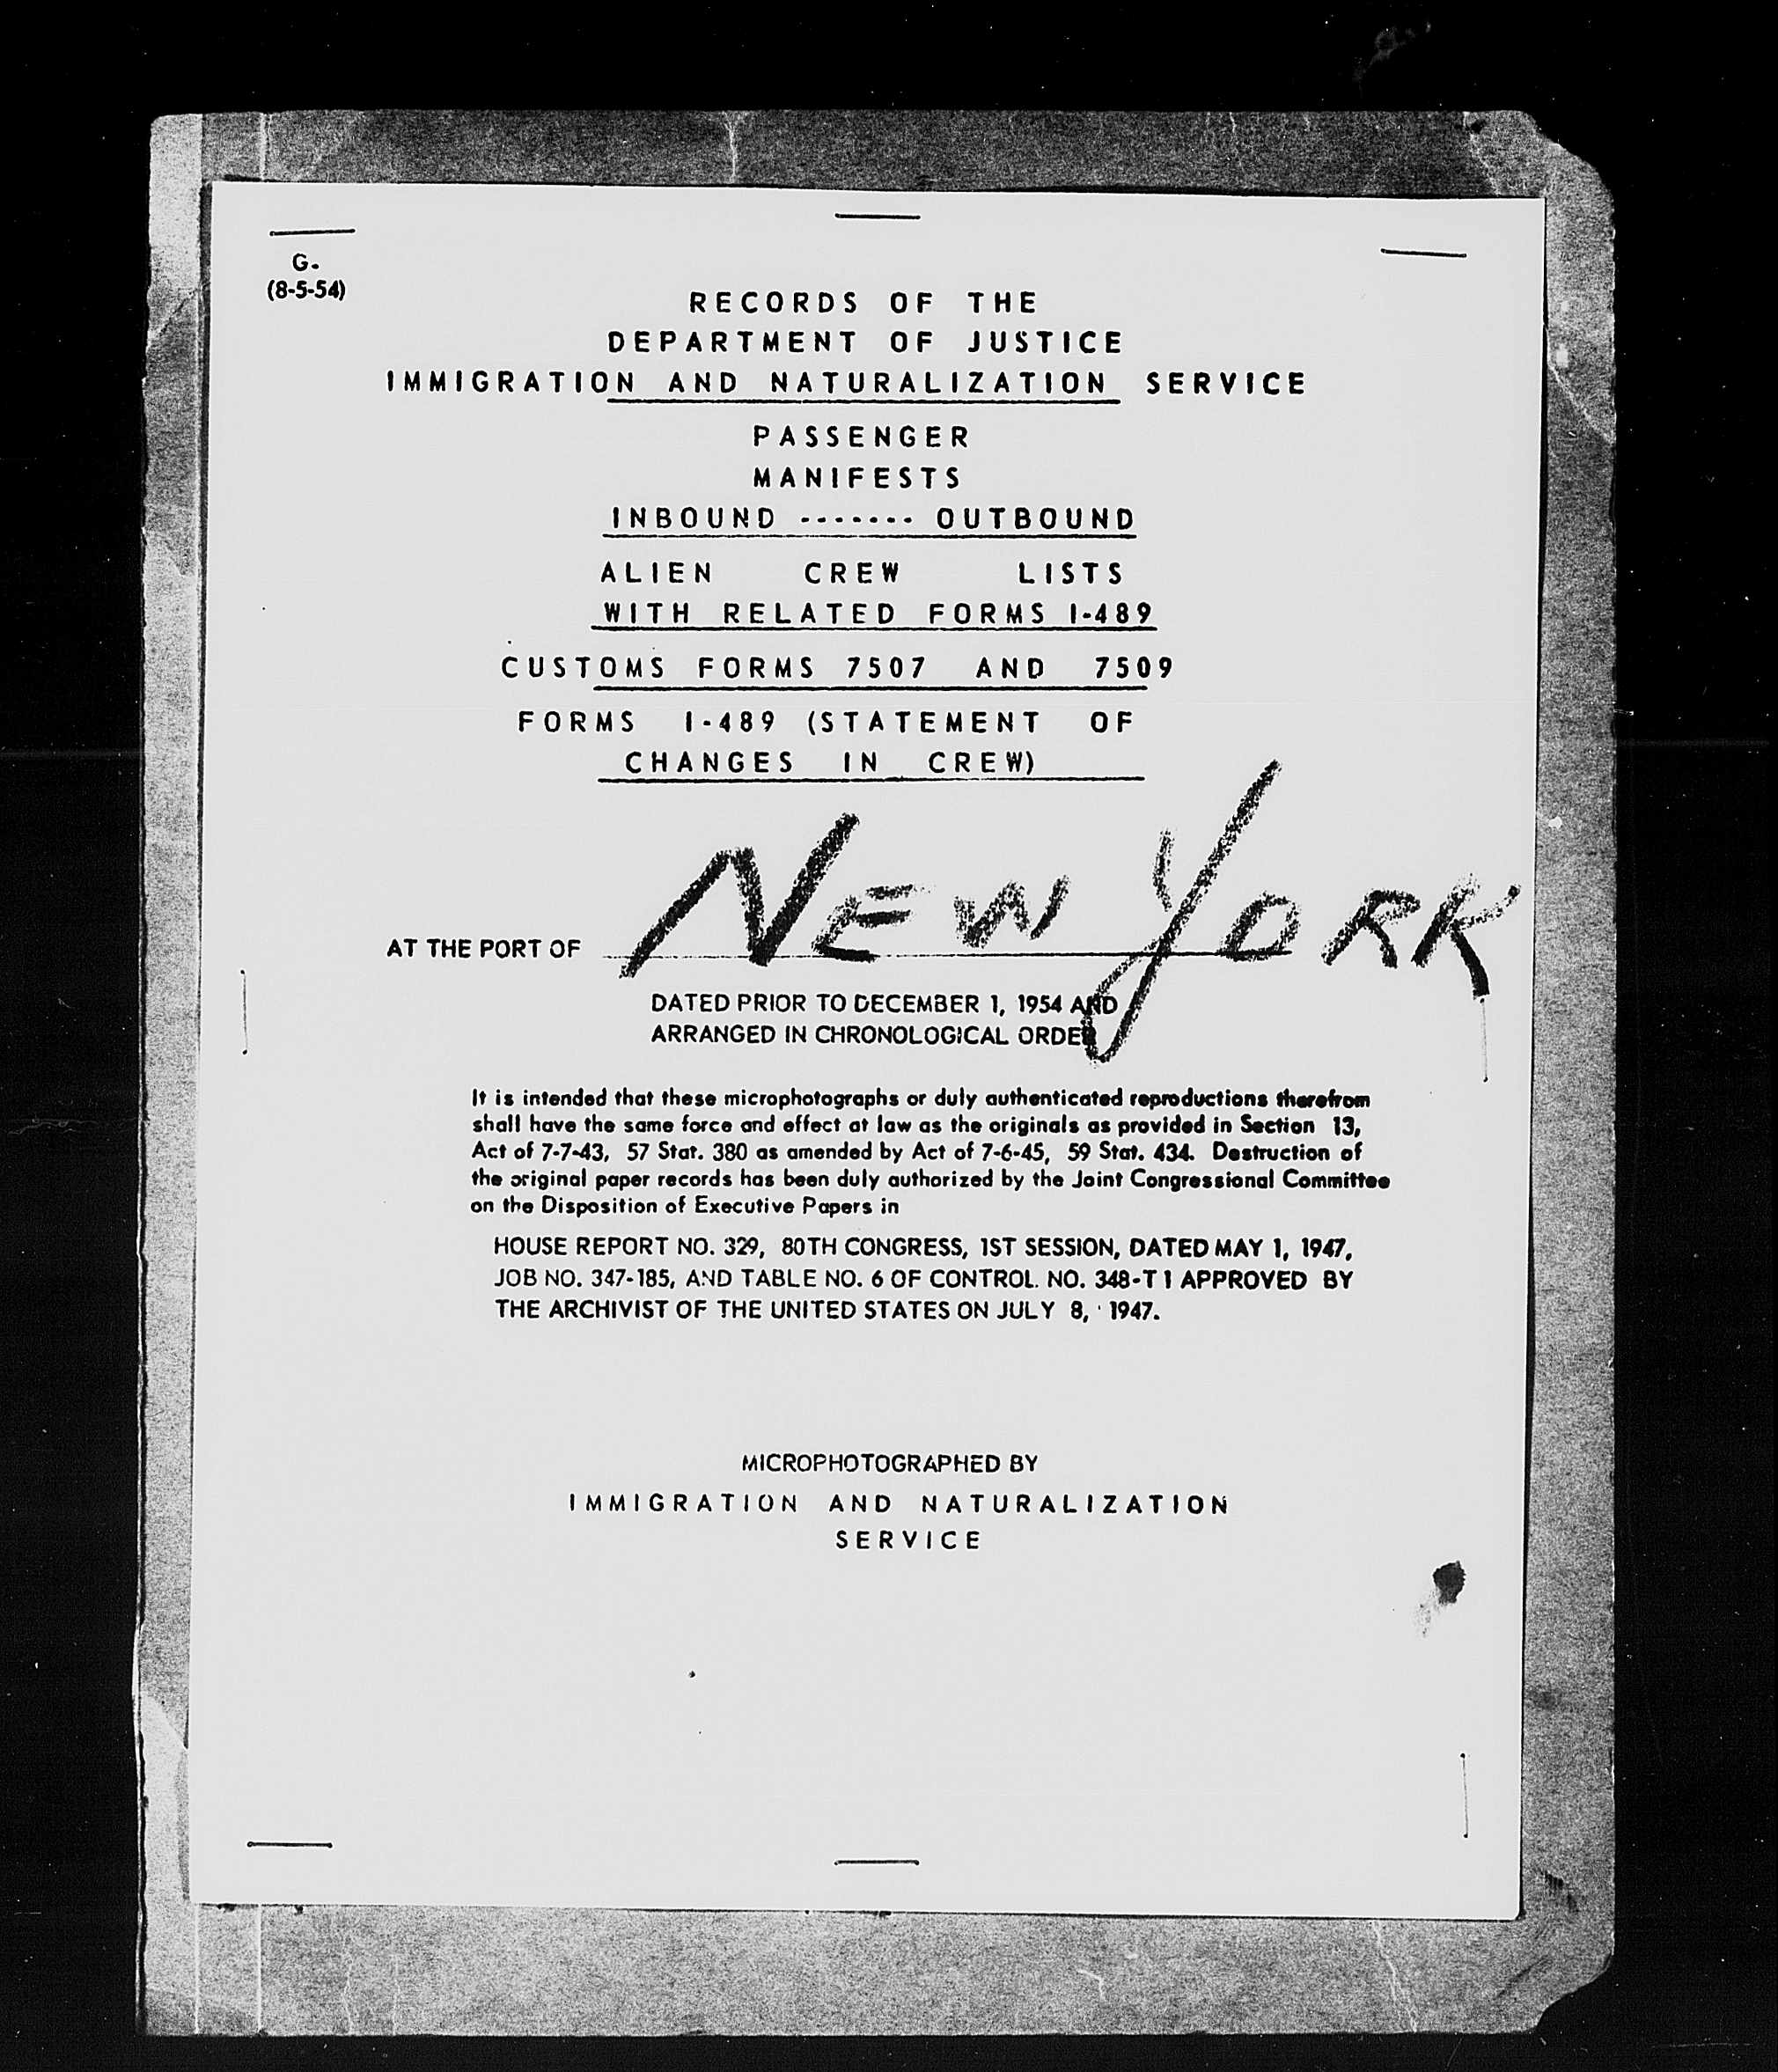 G.
(8-5-54)
RECORDS OF THE
DEPARTMENT OF JUSTICE
IMMIGRATION AND NATURALIZATION SERVICE
PASSENGER
MANIFESTS
INBOUND ------- OUTBOUND
ALIEN CREW LISTS
WITH RELATED FORMS I-489
CUSTOMS FORMS 7507 AND 7509
FORMS I-489 (STATEMENT OF
CHANGES IN CREW)
AT THE PORT OF NEW YORK
DATED PRIOR TO DECEMBER 1, 1954 AND
ARRANGED IN CHRONOLOGICAL ORDER
It is intended that these microphotographs or duly authenticated reproductions therefrom
shall have the same force and effect at law as the originals as provided in Section 13,
Act of 7-7-43, 57 Stat. 380 as amended by Act of 7-6-45, 59 Stat. 434. Destruction of
the original paper records has been duly authorized by the Joint Congressional Committee
on the Disposition of Executive Papers in
HOUSE REPORT NO. 329, 80TH CONGRESS, 1ST SESSION, DATED MAY 1, 1947,
JOB NO. 347-185, AND TABLE NO. 6 OF CONTROL NO. 348-T1 APPROVED BY
THE ARCHIVIST OF THE UNITED STATES ON JULY 8, 1947.
MICROPHOTOGRAPHED BY
IMMIGRATION AND NATURALIZATION
SERVICE